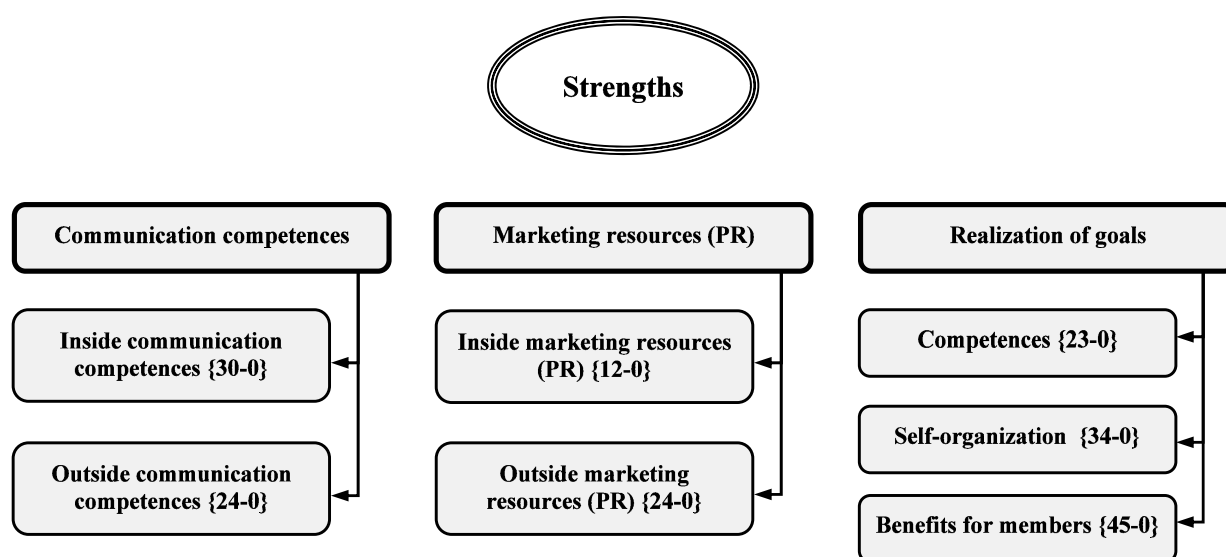 Strengths
Communication competences
Inside communication
competences {30-0}
Outside communication
competences {24-0}
Marketing resources (PR)
Inside marketing resources
(PR) {12-0}
Outside marketing
resources (PR) {24-0}
Realization of goals
Competences {23-0}
Self-organization  {34-0}
Benefits for members {45-0}